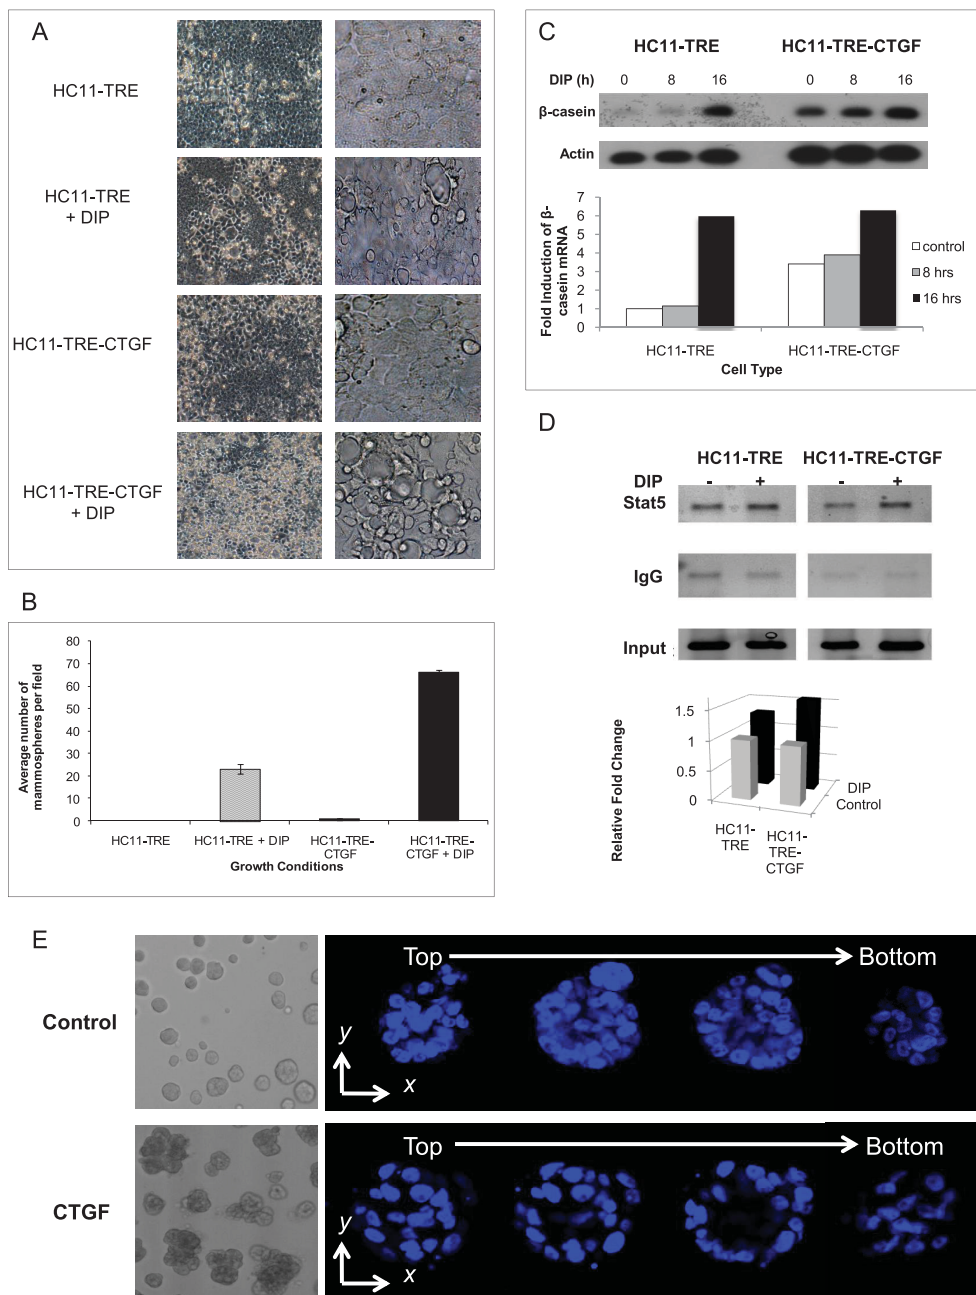 A
HC11-TRE
HC11-TRE
+ DIP
HC11-TRE-CTGF
HC11-TRE-CTGF
+ DIP
B
Average number of
mammospheres per field
80
70
60
50
40
30
20
10
0
HC11-TRE
HC11-TRE + DIP
HC11-TRE-
CTGF
HC11-TRE-
CTGF + DIP
Growth Conditions
C
HC11-TRE
HC11-TRE-CTGF
DIP (h) 0 8 16 0 8 16
β-casein
Actin
Fold Induction of β-
casein mRNA
7
6
5
4
3
2
1
0
control
8 hrs
16 hrs
HC11-TRE
HC11-TRE-CTGF
Cell Type
D
HC11-TRE
HC11-TRE-CTGF
DIP - + - +
Stat5
IgG
Input
Relative Fold Change
1.5
1
0.5
0
DIP
Control
HC11-
TRE
HC11-
TRE-
CTGF
E
Control
Top
Bottom
y
x
CTGF
Top
Bottom
y
x